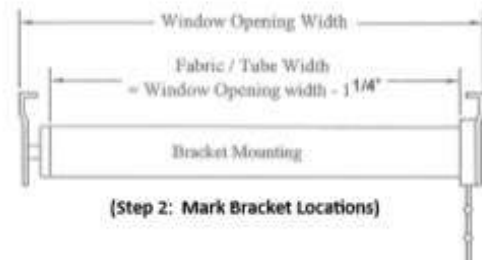 Window Opening Width
Fabric / Tube Width
= Window Opening width - 1 1/4"
Bracket Mounting
(Step 2: Mark Bracket Locations)